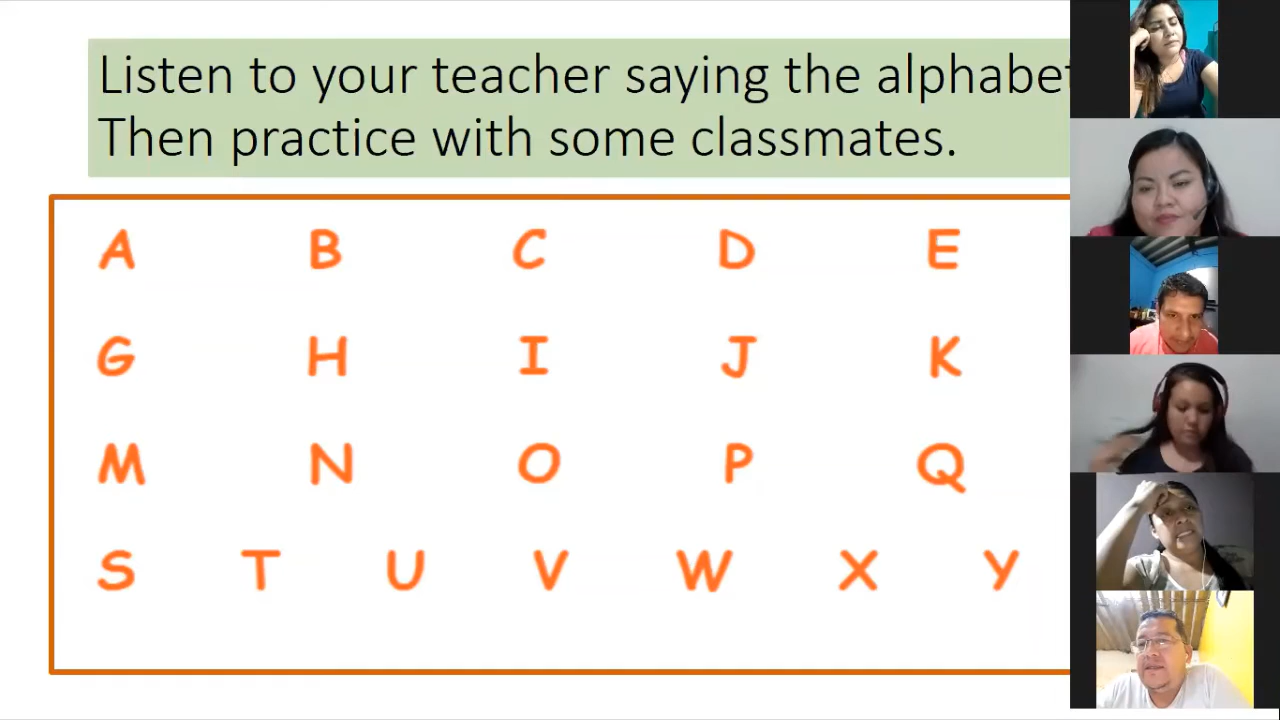 Listen to your teacher saying the alphabet
Then practice with some classmates.
A B C D E
G H I J K
M N O P Q
S T U V W X Y